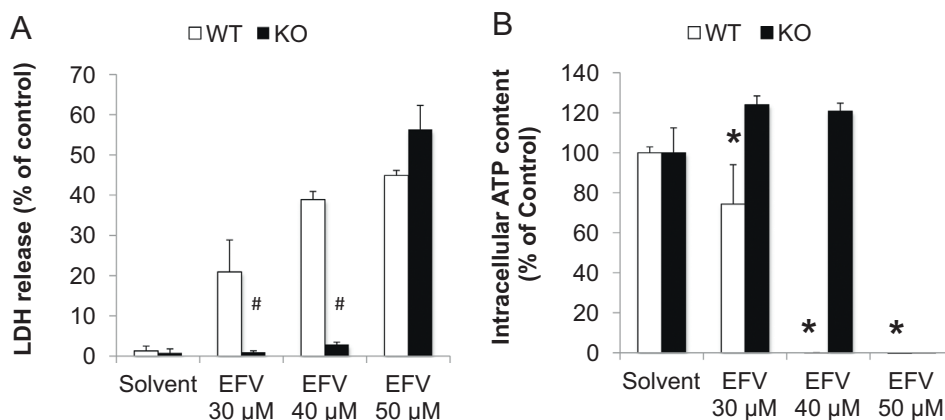 A
WT KO
LDH release (% of control)
70
60
50
40
30
20
10
0
#
#
Solvent EFV EFV EFV
30 µM 40 µM 50 µM
B
WT KO
Intracellular ATP content
(% of Control)
140
120
100
80
60
40
20
0
*
*
*
Solvent EFV EFV EFV
30 µM 40 µM 50 µM